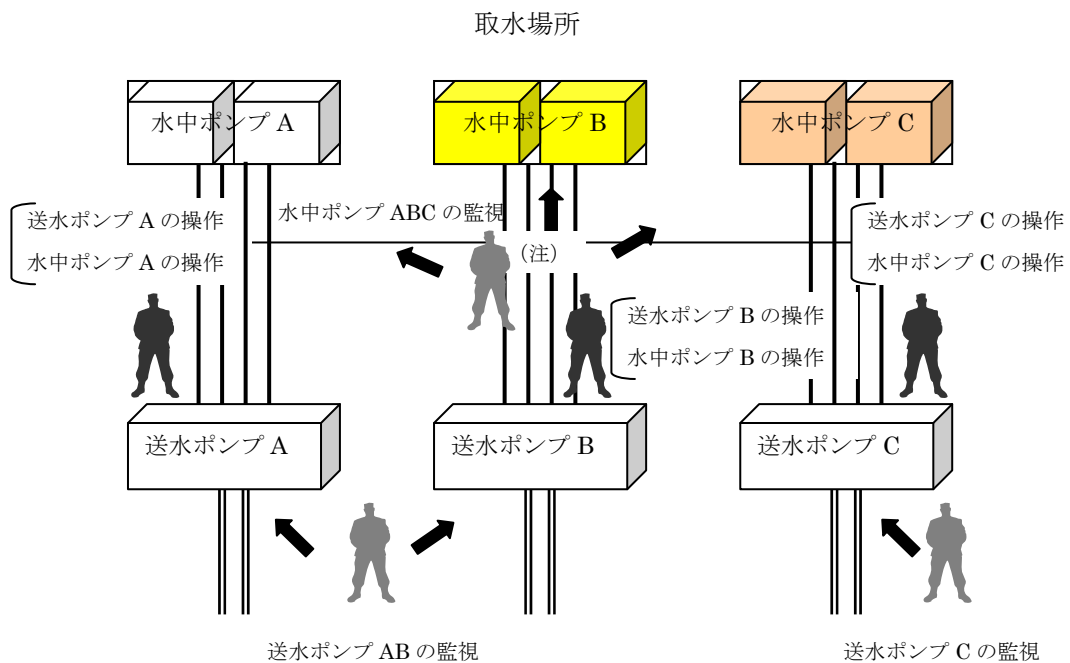 取水場所
水中ポンプ A
水中ポンプ B
水中ポンプ C
水中ポンプ ABC の監視
送水ポンプ A の操作
水中ポンプ A の操作
（注）
送水ポンプ C の操作
水中ポンプ C の操作
送水ポンプ B の操作
水中ポンプ B の操作
送水ポンプ A
送水ポンプ B
送水ポンプ C
送水ポンプ AB の監視
送水ポンプ C の監視